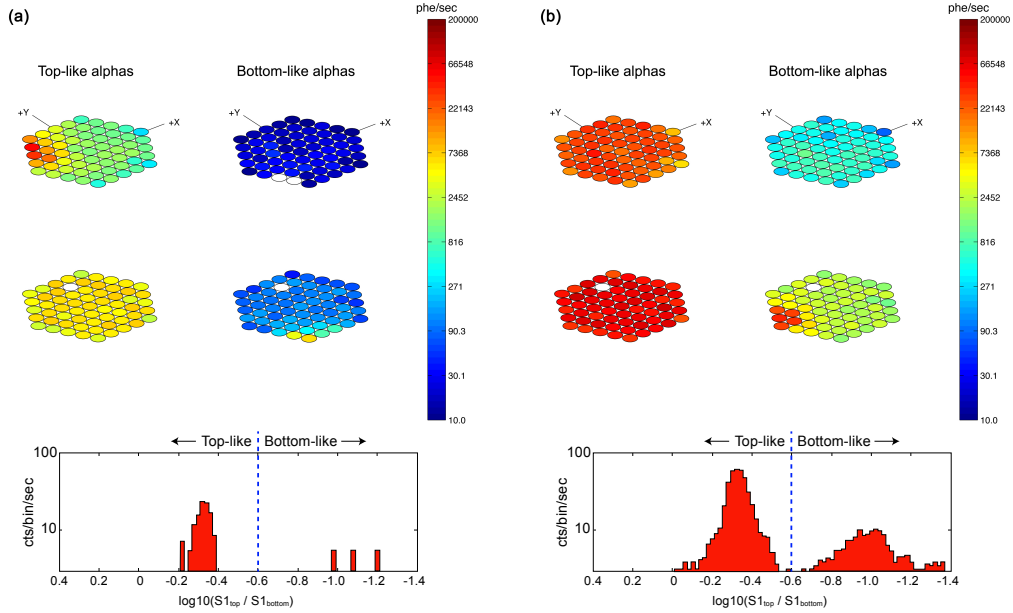 (a)
phe/sec
200000
66548
22143
7368
2452
816
271
90.3
30.1
10.0
Top-like alphas
Bottom-like alphas
+Y
+X
+Y
+X
Top-like
Bottom-like
cts/bin/sec
100
10
0.4
0.2
0
-0.2
-0.4
-0.6
-0.8
-1.0
-1.2
-1.4
log10(S1top / S1bottom)
(b)
phe/sec
200000
66548
22143
7368
2452
816
271
90.3
30.1
10.0
Top-like alphas
Bottom-like alphas
+Y
+X
+Y
+X
Top-like
Bottom-like
cts/bin/sec
100
10
0.4
0.2
0
-0.2
-0.4
-0.6
-0.8
-1.0
-1.2
-1.4
log10(S1top / S1bottom)